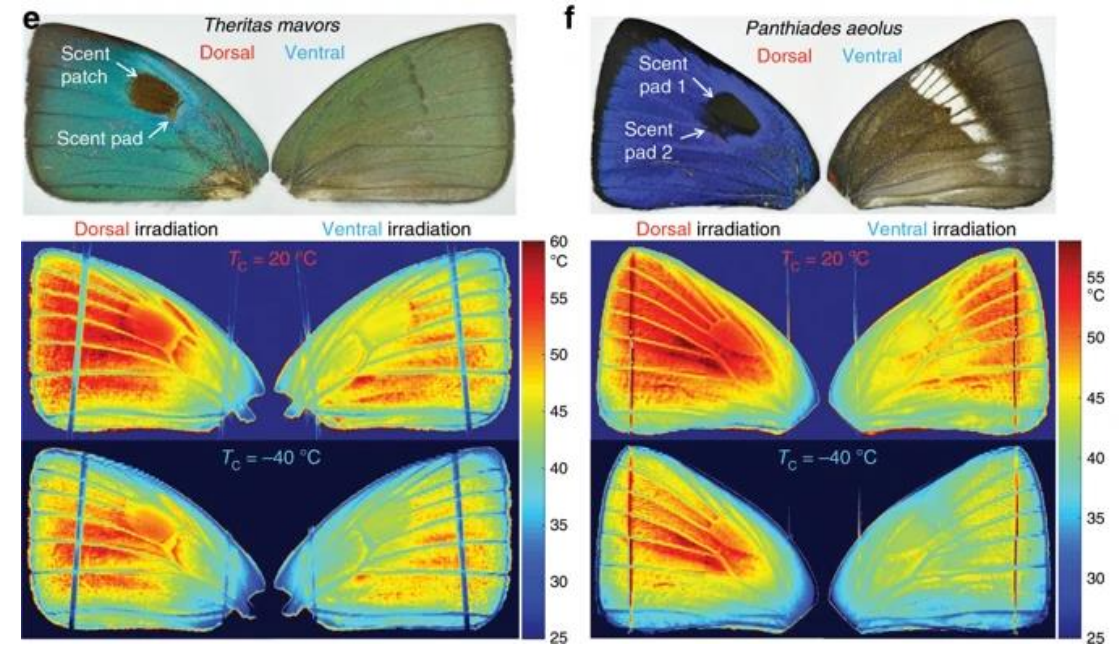 e
Theritas mavors
Dorsal Ventral
Scent
patch
Scent pad
Dorsal irradiation
Ventral irradiation
T_C = 20 °C
T_C = –40 °C
60
°C
55
50
45
40
35
30
25
f
Panthiades aeolus
Dorsal Ventral
Scent
pad 1
Scent
pad 2
Dorsal irradiation
Ventral irradiation
T_C = 20 °C
T_C = –40 °C
55
°C
50
45
40
35
30
25